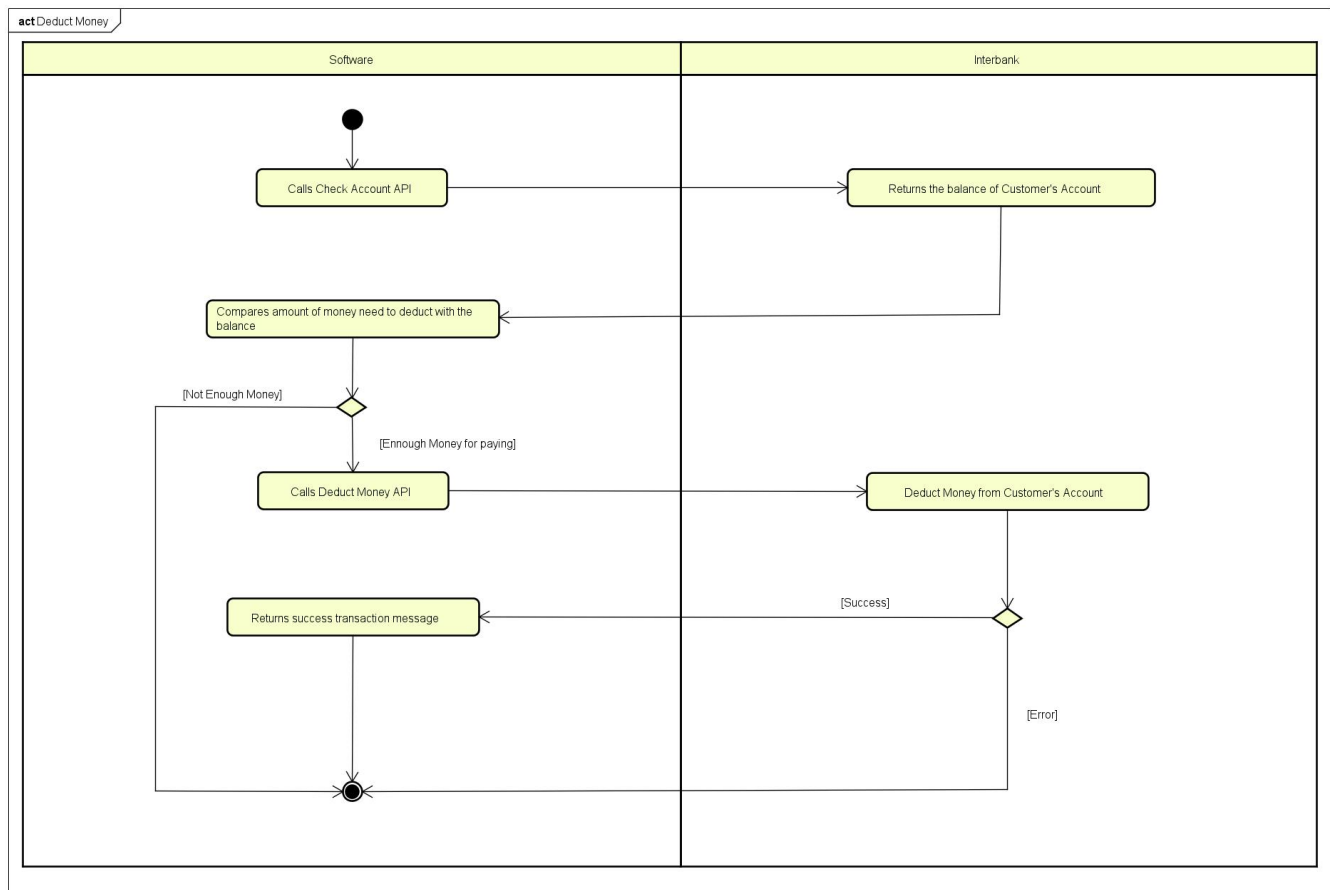 act Deduct Money
Software
Interbank
Calls Check Account API
Returns the balance of Customer's Account
Compares amount of money need to deduct with the
balance
[Not Enough Money]
[Ennough Money for paying]
Calls Deduct Money API
Deduct Money from Customer's Account
[Success]
Returns success transaction message
[Error]